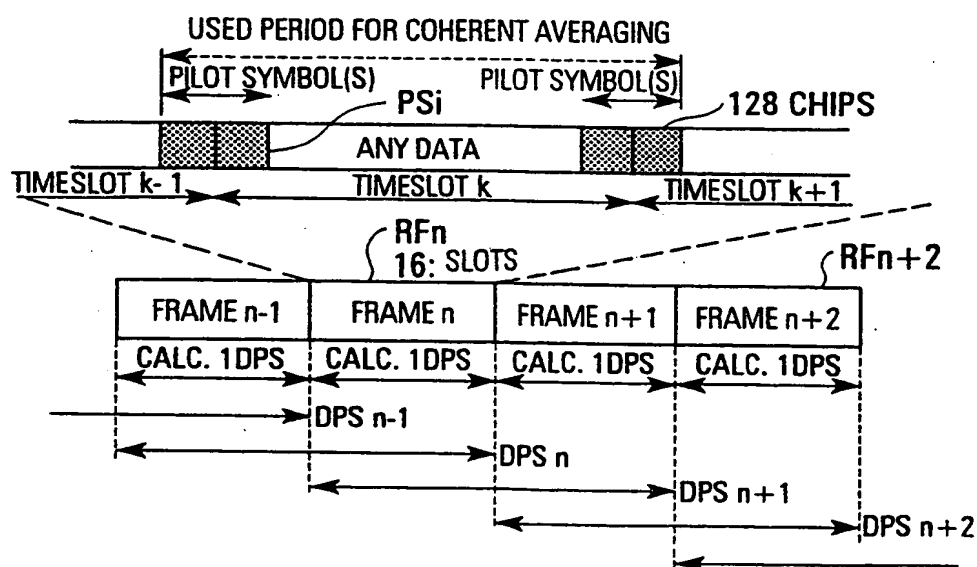 USED PERIOD FOR COHERENT AVERAGING
PILOT SYMBOL(S) PILOT SYMBOL(S)
PSi 128 CHIPS
ANY DATA
TIMESLOT k-1 TIMESLOT k TIMESLOT k+1
RFn
16: SLOTS RFn+2
FRAME n-1 FRAME n FRAME n+1 FRAME n+2
CALC. 1DPS CALC. 1DPS CALC. 1DPS CALC. 1DPS
DPS n-1
DPS n
DPS n+1
DPS n+2